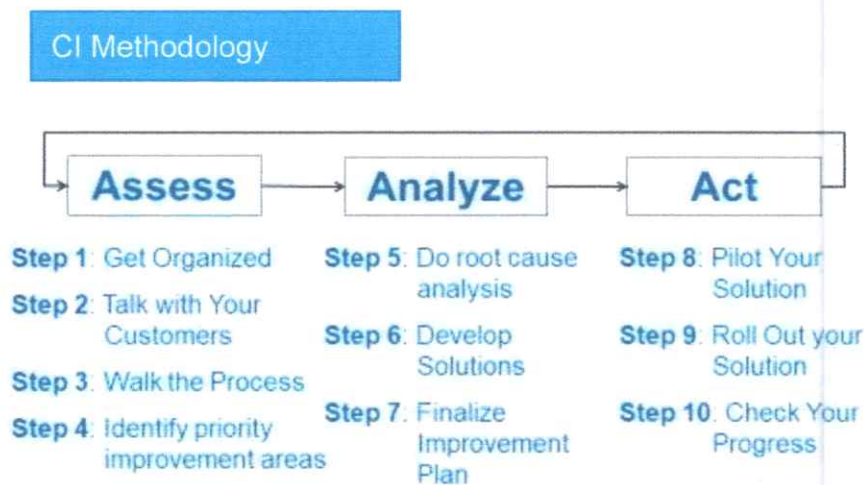 CI Methodology
Assess
Step 1: Get Organized
Step 2: Talk with Your
Customers
Step 3: Walk the Process
Step 4: Identify priority
improvement areas
Analyze
Step 5: Do root cause
analysis
Step 6: Develop
Solutions
Step 7: Finalize
Improvement
Plan
Act
Step 8: Pilot Your
Solution
Step 9: Roll Out your
Solution
Step 10: Check Your
Progress